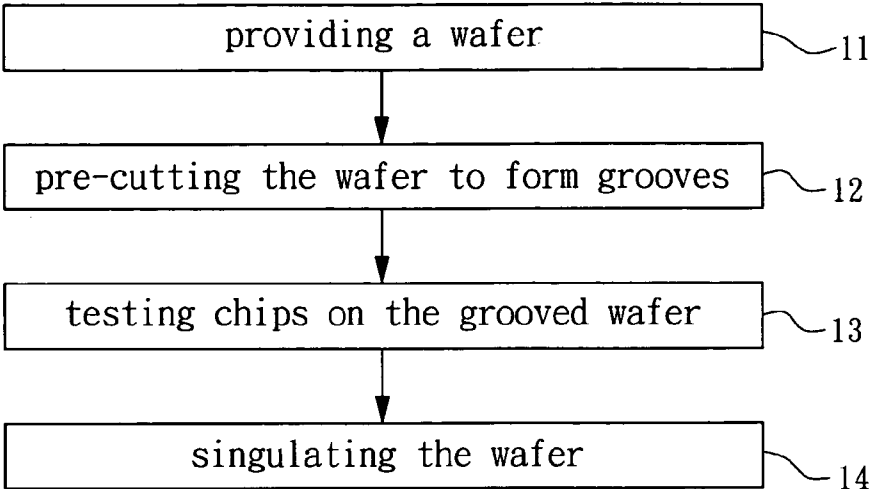 providing a wafer
11
pre-cutting the wafer to form grooves
12
testing chips on the grooved wafer
13
singulating the wafer
14